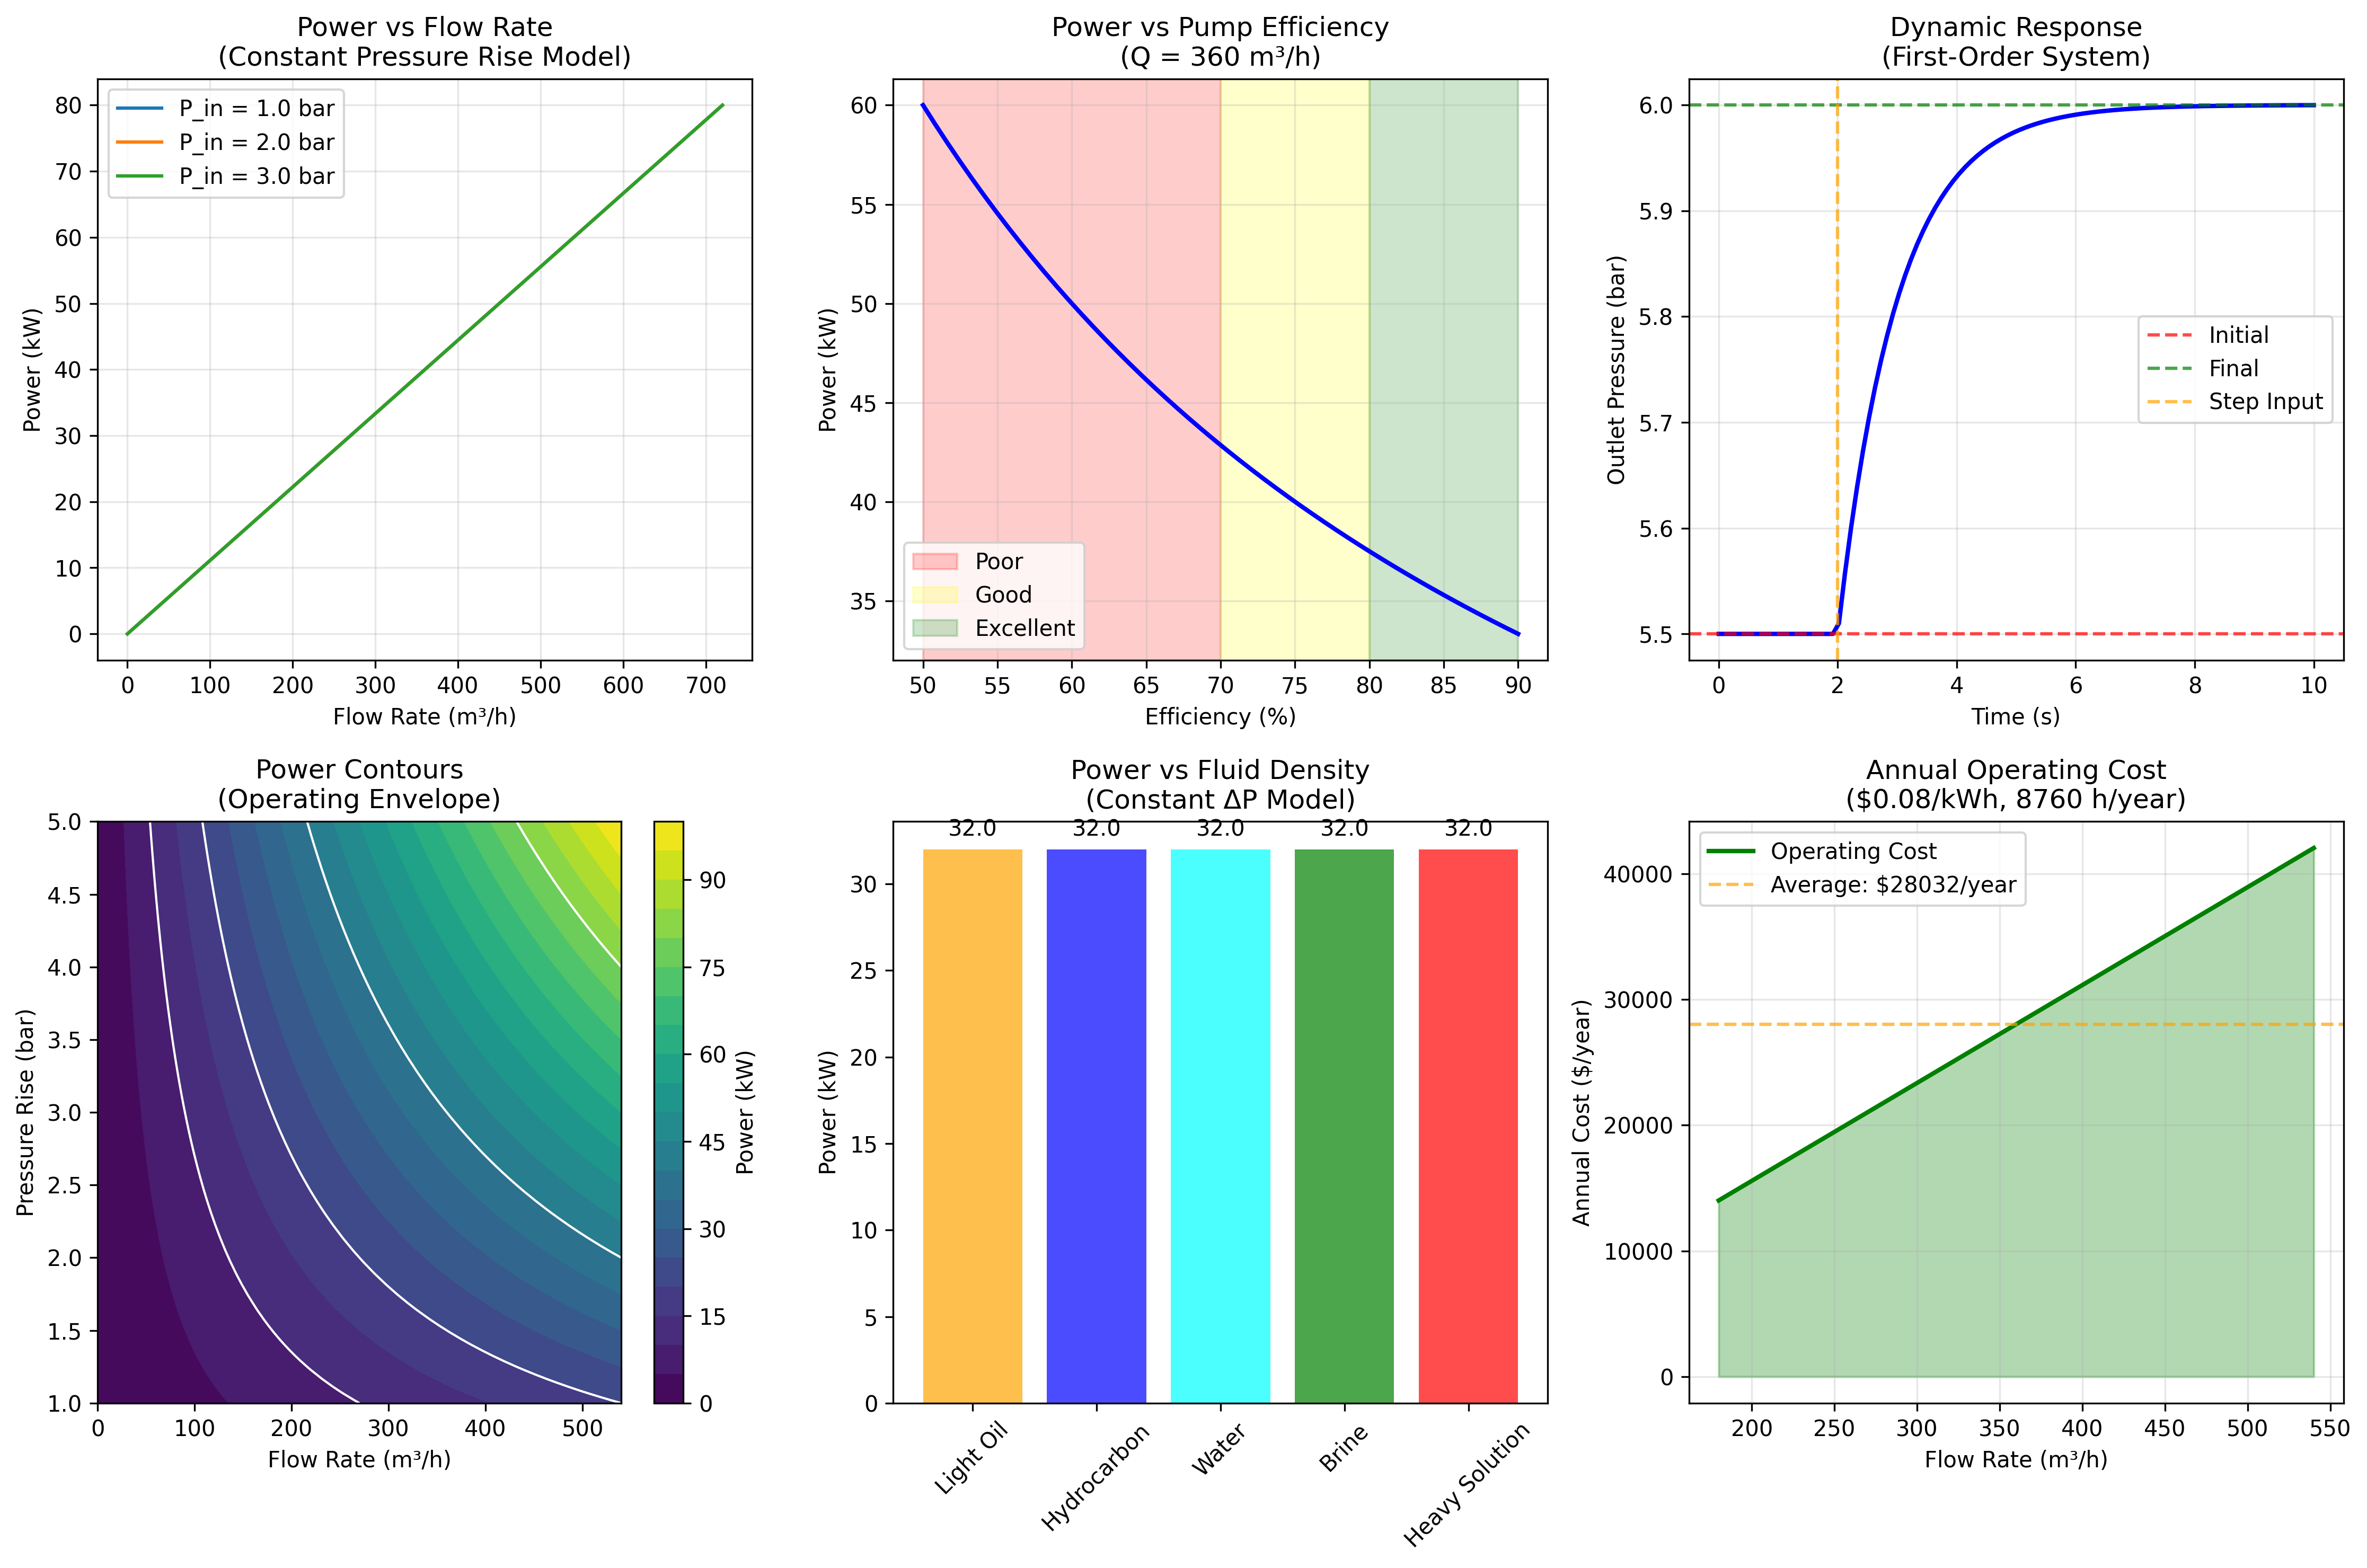 Power vs Flow Rate
(Constant Pressure Rise Model)
P_in = 1.0 bar
P_in = 2.0 bar
P_in = 3.0 bar
80
70
60
50
40
30
20
10
0
Power (kW)
0 100 200 300 400 500 600 700
Flow Rate (m³/h)
Power vs Pump Efficiency
(Q = 360 m³/h)
60
55
50
45
40
35
Power (kW)
Poor
Good
Excellent
50 55 60 65 70 75 80 85 90
Efficiency (%)
Dynamic Response
(First-Order System)
6.0
5.9
5.8
5.7
5.6
5.5
Outlet Pressure (bar)
Initial
Final
Step Input
0 2 4 6 8 10
Time (s)
Power Contours
(Operating Envelope)
5.0
4.5
4.0
3.5
3.0
2.5
2.0
1.5
1.0
Pressure Rise (bar)
0 100 200 300 400 500
Flow Rate (m³/h)
90
75
60
45
30
15
0
Power (kW)
Power vs Fluid Density
(Constant ΔP Model)
32.0 32.0 32.0 32.0 32.0
30
25
20
15
10
5
0
Power (kW)
Light Oil
Hydrocarbon
Water
Brine
Heavy Solution
Annual Operating Cost
($0.08/kWh, 8760 h/year)
Operating Cost
Average: $28032/year
40000
30000
20000
10000
0
Annual Cost ($/year)
200 250 300 350 400 450 500 550
Flow Rate (m³/h)